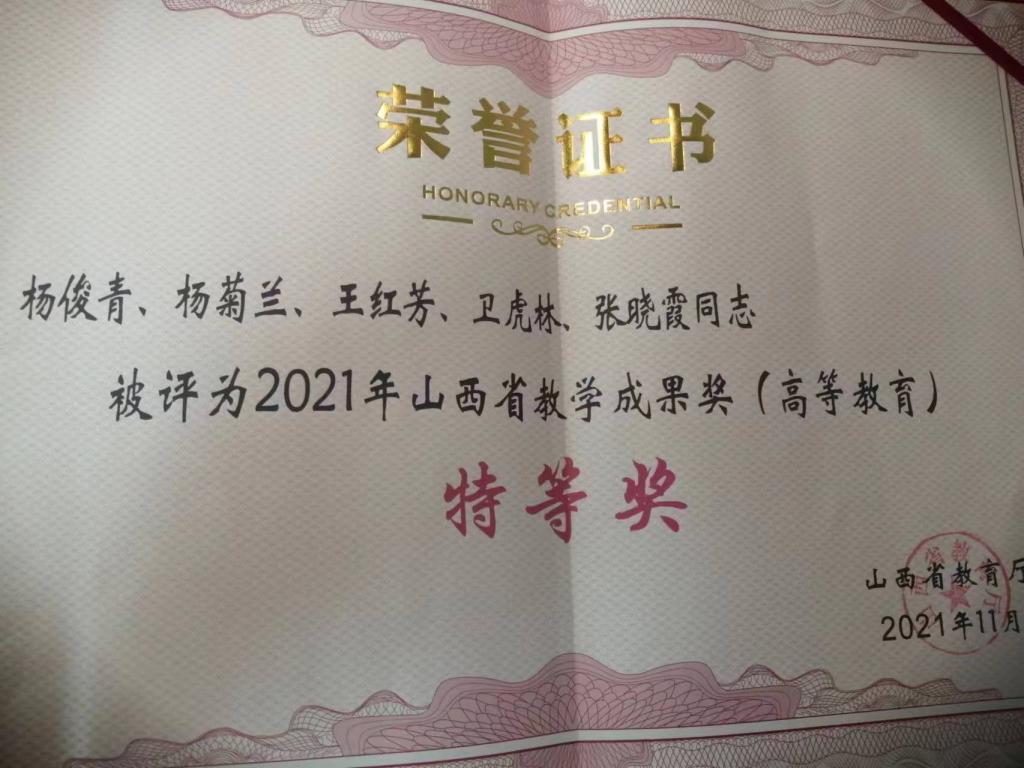 荣誉证书
HONORARY CREDENTIAL
杨俊青、杨菊兰、王红芳、卫虎林、张晓霞同志
被评为2021年山西省教学成果奖（高等教育）
特等奖
山西省教育厅
2021年11月